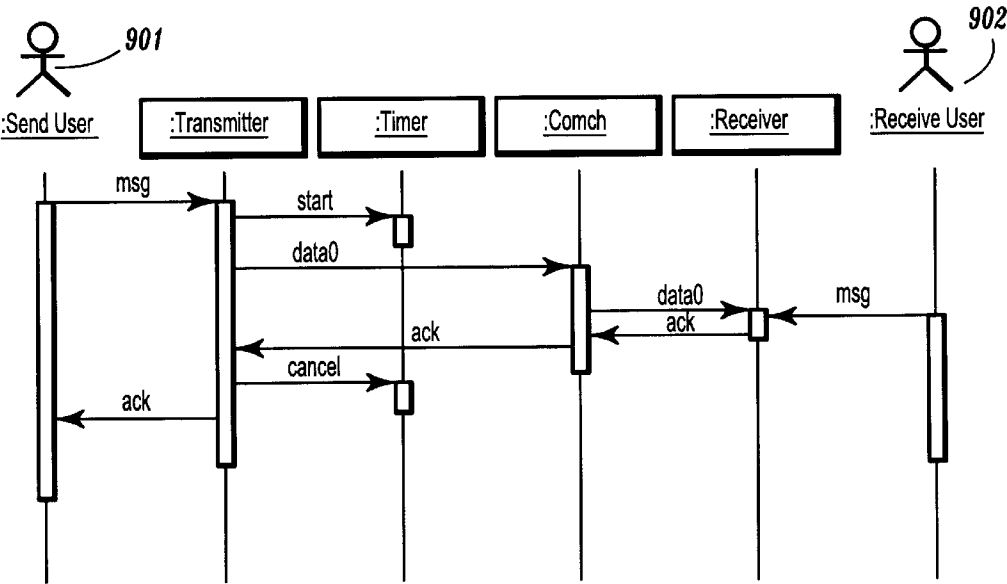 901
902
:Send User
:Transmitter
:Timer
:Comch
:Receiver
:Receive User
msg
start
data0
data0
msg
ack
ack
cancel
ack